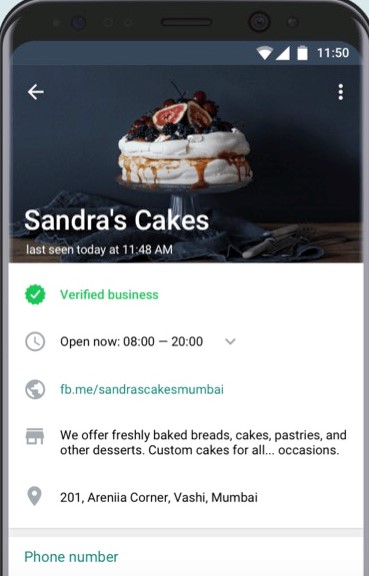 11:50
Sandra's Cakes
last seen today at 11:48 AM
Verified business
Open now: 08:00 — 20:00
fb.me/sandrascakesmumbai
We offer freshly baked breads, cakes, pastries, and
other desserts. Custom cakes for all... occasions.
201, Areniia Corner, Vashi, Mumbai
Phone number